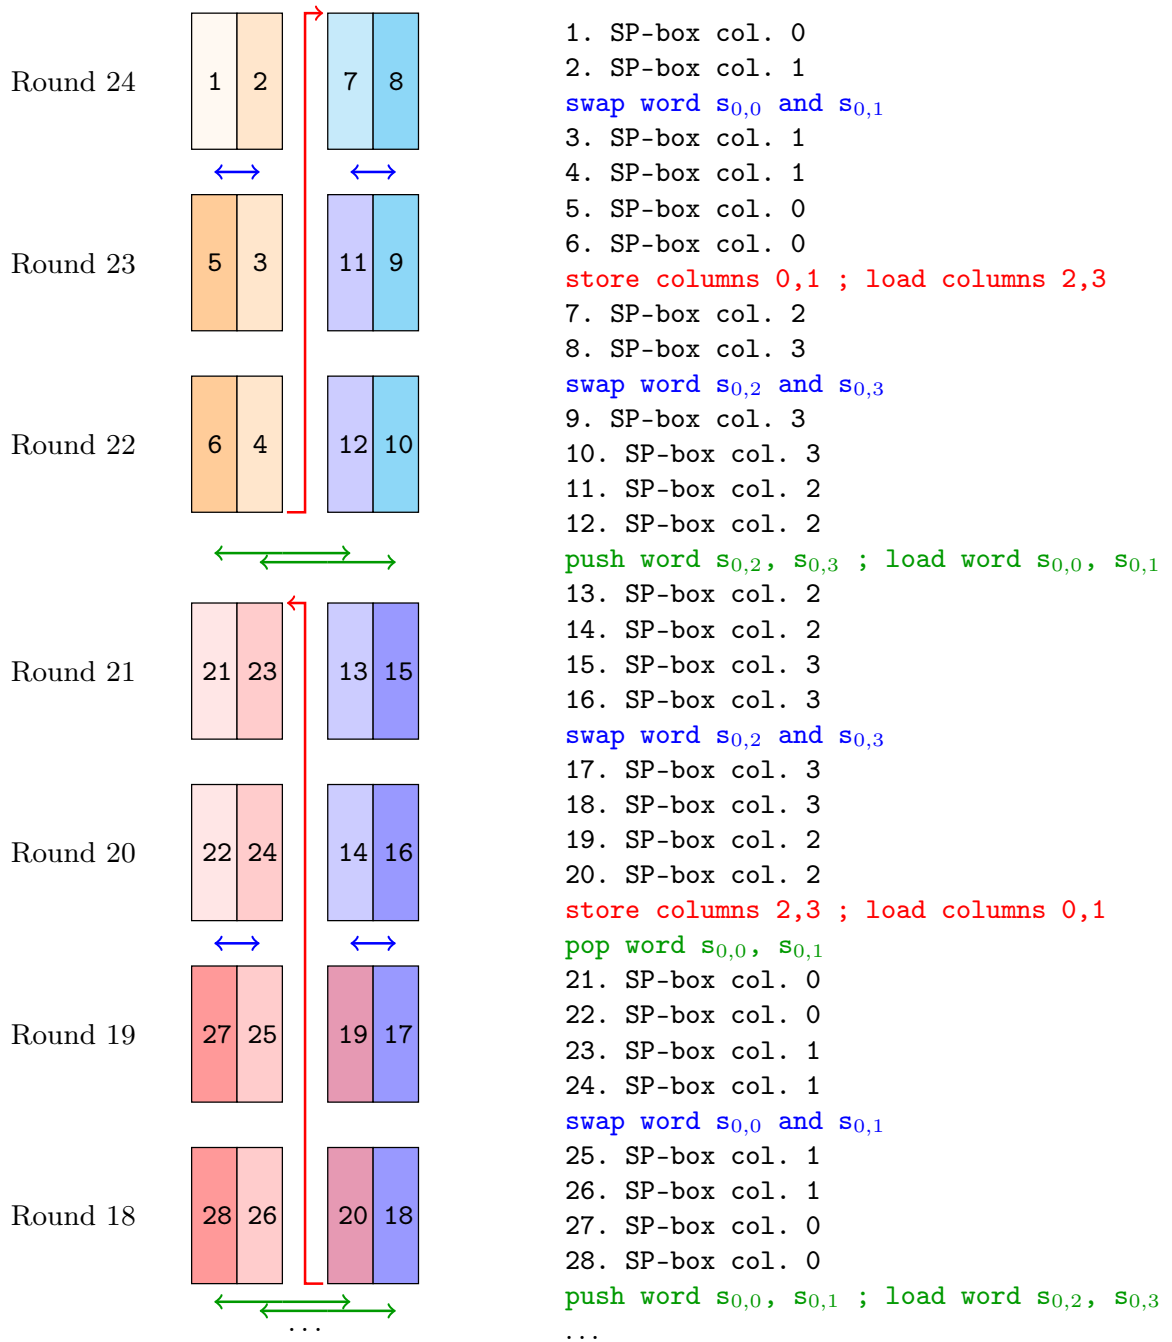 Round 24
1 2 7 8
Round 23
5 3 11 9
Round 22
6 4 12 10
Round 21
21 23 13 15
Round 20
22 24 14 16
Round 19
27 25 19 17
Round 18
28 26 20 18
...
1. SP-box col. 0
2. SP-box col. 1
swap word s0,0 and s0,1
3. SP-box col. 1
4. SP-box col. 1
5. SP-box col. 0
6. SP-box col. 0
store columns 0,1 ; load columns 2,3
7. SP-box col. 2
8. SP-box col. 3
swap word s0,2 and s0,3
9. SP-box col. 3
10. SP-box col. 3
11. SP-box col. 2
12. SP-box col. 2
push word s0,2, s0,3 ; load word s0,0, s0,1
13. SP-box col. 2
14. SP-box col. 2
15. SP-box col. 3
16. SP-box col. 3
swap word s0,2 and s0,3
17. SP-box col. 3
18. SP-box col. 3
19. SP-box col. 2
20. SP-box col. 2
store columns 2,3 ; load columns 0,1
pop word s0,0, s0,1
21. SP-box col. 0
22. SP-box col. 0
23. SP-box col. 1
24. SP-box col. 1
swap word s0,0 and s0,1
25. SP-box col. 1
26. SP-box col. 1
27. SP-box col. 0
28. SP-box col. 0
push word s0,0, s0,1 ; load word s0,2, s0,3
...